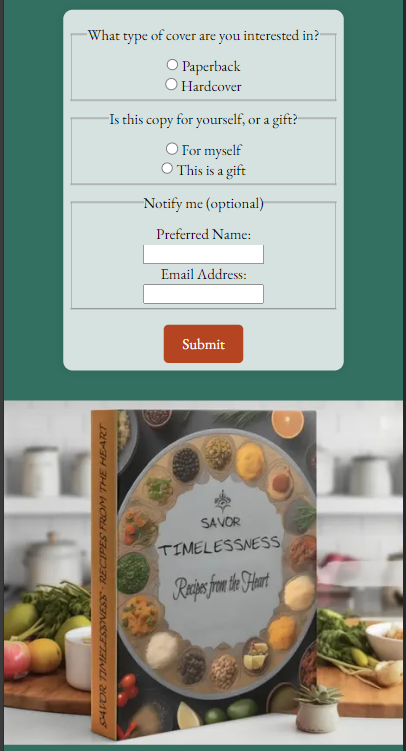 What type of cover are you interested in?
Paperback
Hardcover
Is this copy for yourself, or a gift?
For myself
This is a gift
Notify me (optional)
Preferred Name:
Email Address:
Submit
SAVOR TIMELESSNESS - RECIPES FROM THE HEART
SAVOR
TIMELESSNESS
Recipes from the Heart